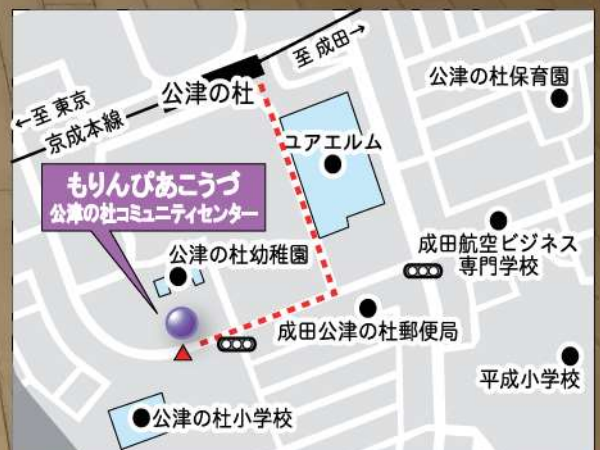 至 成田→
公津の杜保育園
公津の杜
←至 東京
京成本線
ユアエルム
もりんぴあこうづ
公津の杜コミュニティセンター
成田航空ビジネス
専門学校
公津の杜幼稚園
成田公津の杜郵便局
平成小学校
公津の杜小学校